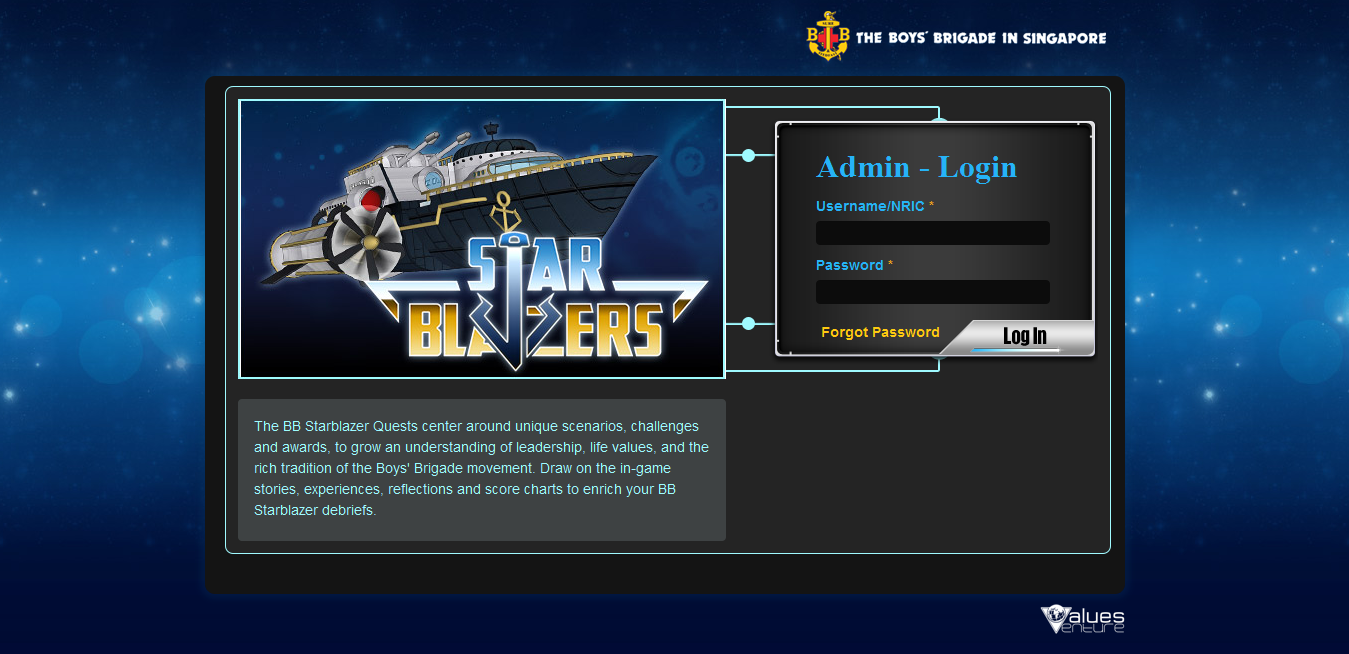 THE BOYS' BRIGADE IN SINGAPORE
B B
STAR
BLAZERS
Admin - Login
Username/NRIC *
Password *
Forgot Password
Log In
The BB Starblazer Quests center around unique scenarios, challenges
and awards, to grow an understanding of leadership, life values, and the
rich tradition of the Boys' Brigade movement. Draw on the in-game
stories, experiences, reflections and score charts to enrich your BB
Starblazer debriefs.
Values
Venture